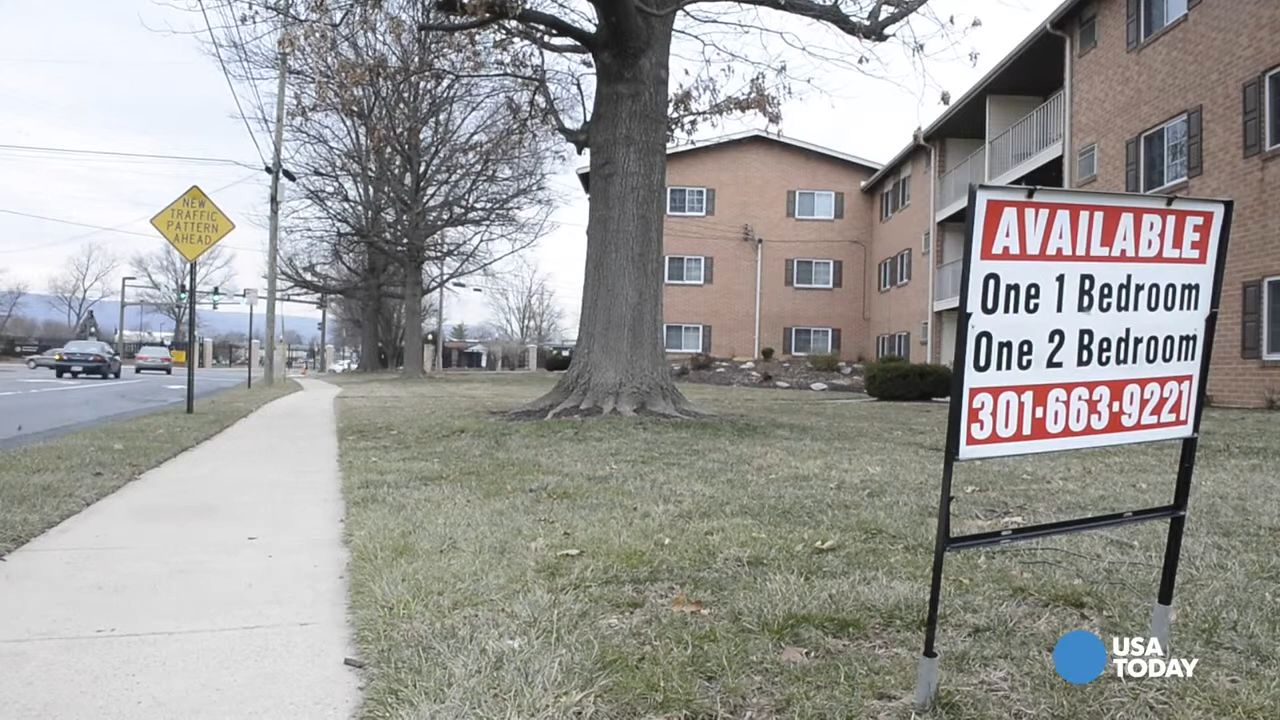 NEW
TRAFFIC
PATTERN
AHEAD
AVAILABLE
One 1 Bedroom
One 2 Bedroom
301·663·9221
USA
TODAY